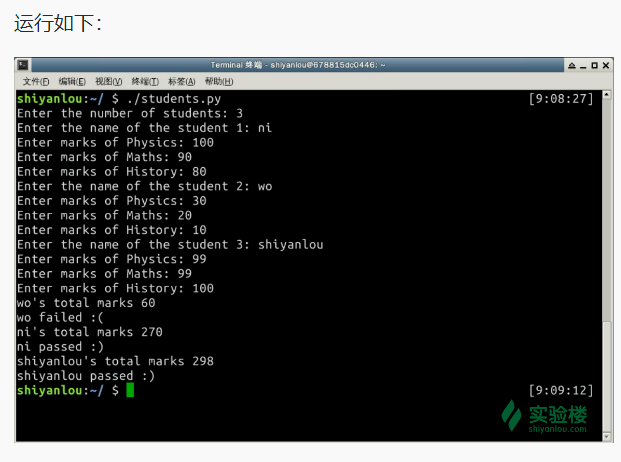 运行如下：
Terminal 终端 - shiyanlou@678815dc0446: ~
文件(F) 编辑(E) 视图(V) 终端(T) 标签(A) 帮助(H)
shiyanlou:~/ $ ./students.py [9:08:27]
Enter the number of students: 3
Enter the name of the student 1: ni
Enter marks of Physics: 100
Enter marks of Maths: 90
Enter marks of History: 80
Enter the name of the student 2: wo
Enter marks of Physics: 30
Enter marks of Maths: 20
Enter marks of History: 10
Enter the name of the student 3: shiyanlou
Enter marks of Physics: 99
Enter marks of Maths: 99
Enter marks of History: 100
wo's total marks 60
wo failed :(
ni's total marks 270
ni passed :)
shiyanlou's total marks 298
shiyanlou passed :)
shiyanlou:~/ $ [9:09:12]
实验楼
shiyanlou.com